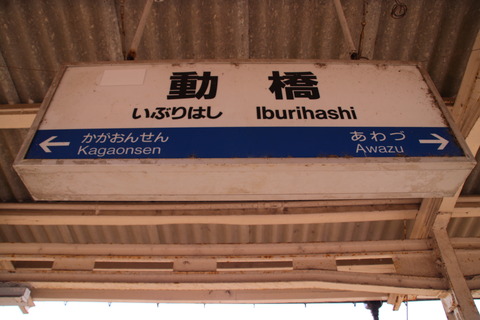 動橋
いぶりはし Iburihashi
← かがおんせん あわづ →
Kagaonsen Awazu